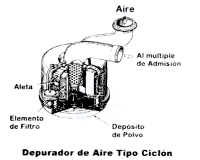 Aire
Al múltiple
de Admisión
Aleta
Elemento
de Filtro
Depósito
de Polvo
Depurador de Aire Tipo Ciclón